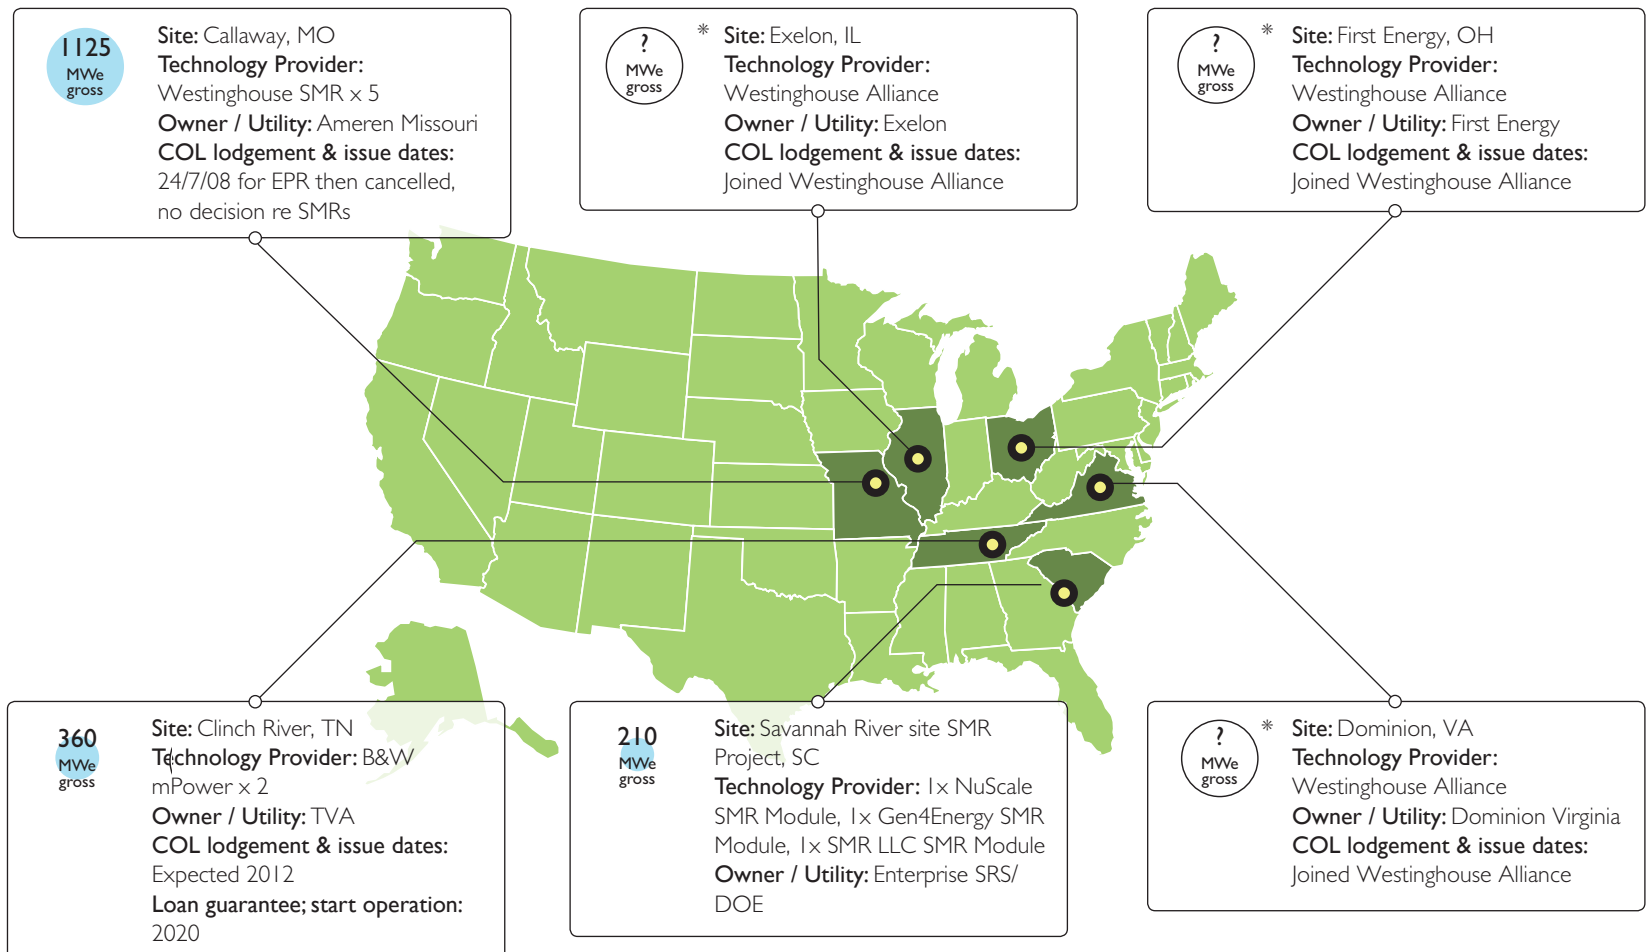 1125
MWe
gross
Site: Callaway, MO
Technology Provider:
Westinghouse SMR x 5
Owner / Utility: Ameren Missouri
COL lodgement & issue dates:
24/7/08 for EPR then cancelled,
no decision re SMRs
?
MWe
gross
* Site: Exelon, IL
Technology Provider:
Westinghouse Alliance
Owner / Utility: Exelon
COL lodgement & issue dates:
Joined Westinghouse Alliance
?
MWe
gross
* Site: First Energy, OH
Technology Provider:
Westinghouse Alliance
Owner / Utility: First Energy
COL lodgement & issue dates:
Joined Westinghouse Alliance
360
MWe
gross
Site: Clinch River, TN
Technology Provider: B&W
mPower x 2
Owner / Utility: TVA
COL lodgement & issue dates:
Expected 2012
Loan guarantee; start operation:
2020
210
MWe
gross
Site: Savannah River site SMR
Project, SC
Technology Provider: 1x NuScale
SMR Module, 1x Gen4Energy SMR
Module, 1x SMR LLC SMR Module
Owner / Utility: Enterprise SRS/
DOE
?
MWe
gross
* Site: Dominion, VA
Technology Provider:
Westinghouse Alliance
Owner / Utility: Dominion Virginia
COL lodgement & issue dates:
Joined Westinghouse Alliance